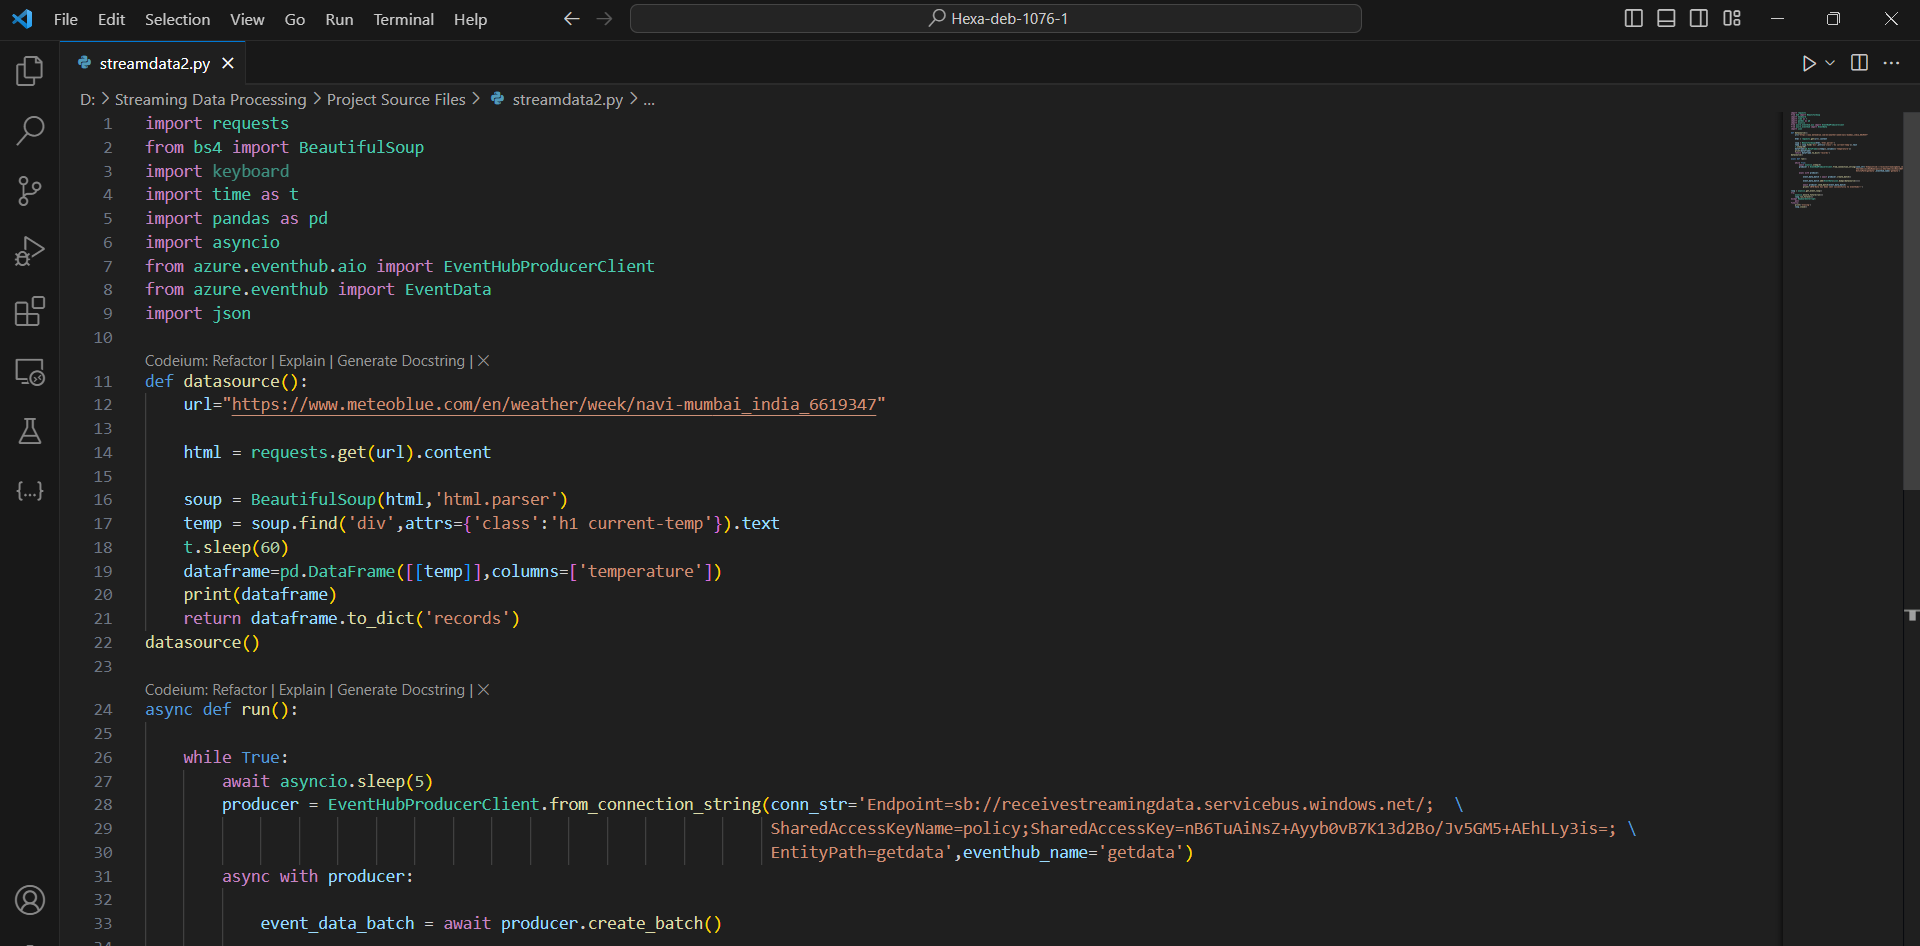 File Edit Selection View Go Run Terminal Help Hexa-deb-1076-1
streamdata2.py
D: > Streaming Data Processing > Project Source Files > streamdata2.py > ...
1 import requests
2 from bs4 import BeautifulSoup
3 import keyboard
4 import time as t
5 import pandas as pd
6 import asyncio
7 from azure.eventhub.aio import EventHubProducerClient
8 from azure.eventhub import EventData
9 import json
10
Codeium: Refactor | Explain | Generate Docstring | X
11 def datasource():
12     url="https://www.meteoblue.com/en/weather/week/navi-mumbai_india_6619347"
13
14     html = requests.get(url).content
15
16     soup = BeautifulSoup(html,'html.parser')
17     temp = soup.find('div',attrs={'class':'h1 current-temp'}).text
18     t.sleep(60)
19     dataframe=pd.DataFrame([[temp]],columns=['temperature'])
20     print(dataframe)
21     return dataframe.to_dict('records')
22 datasource()
23
Codeium: Refactor | Explain | Generate Docstring | X
24 async def run():
25
26     while True:
27         await asyncio.sleep(5)
28         producer = EventHubProducerClient.from_connection_string(conn_str='Endpoint=sb://receivestreamingdata.servicebus.windows.net/; \
29 SharedAccessKeyName=policy;SharedAccessKey=nB6TuAiNsZ+Ayyb0vB7K13d2Bo/Jv5GM5+AEhLLy3is=; \
30 EntityPath=getdata',eventhub_name='getdata')
31         async with producer:
32
33             event_data_batch = await producer.create_batch()
34